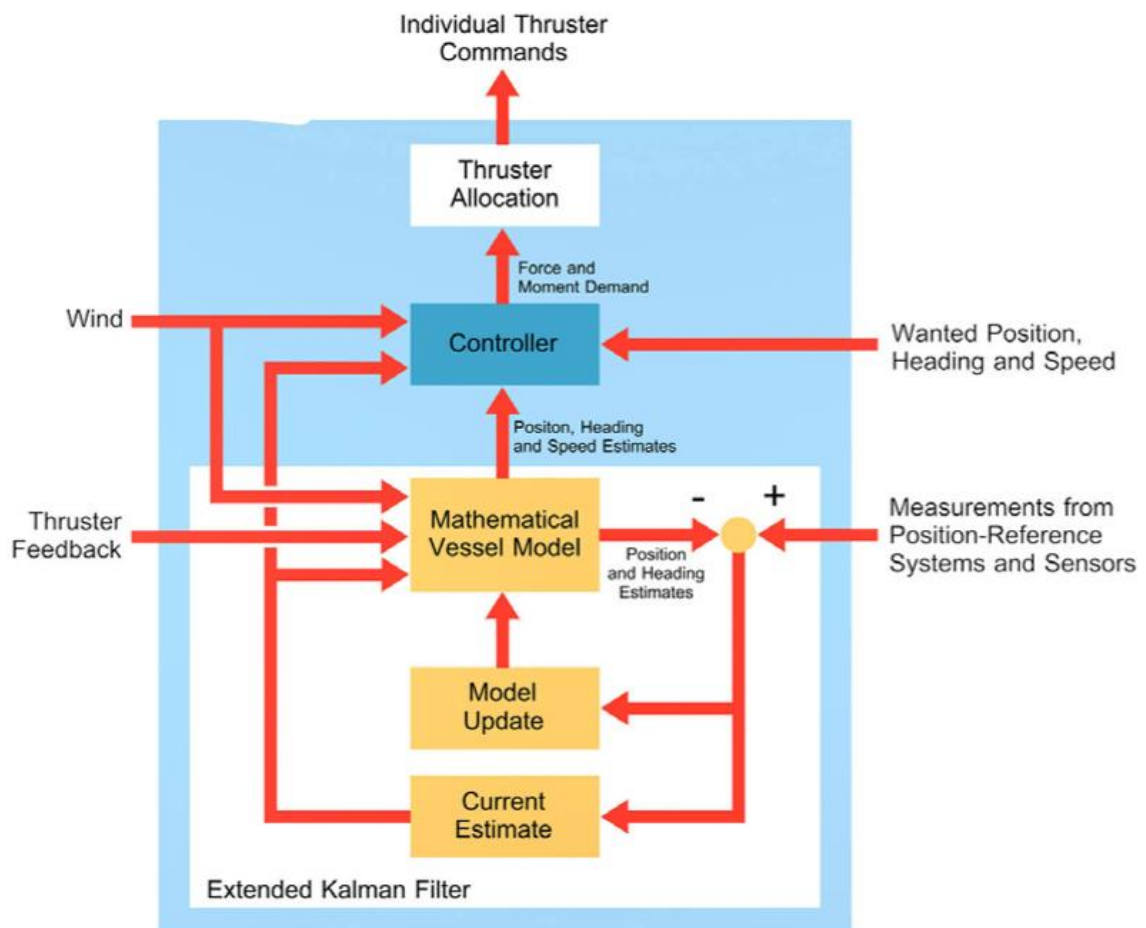 Individual Thruster
Commands
Thruster
Allocation
Force and
Moment Demand
Wind
Controller
Wanted Position,
Heading and Speed
Positon, Heading
and Speed Estimates
Thruster
Feedback
Mathematical
Vessel Model
- +
Position
and Heading
Estimates
Measurements from
Position-Reference
Systems and Sensors
Model
Update
Current
Estimate
Extended Kalman Filter